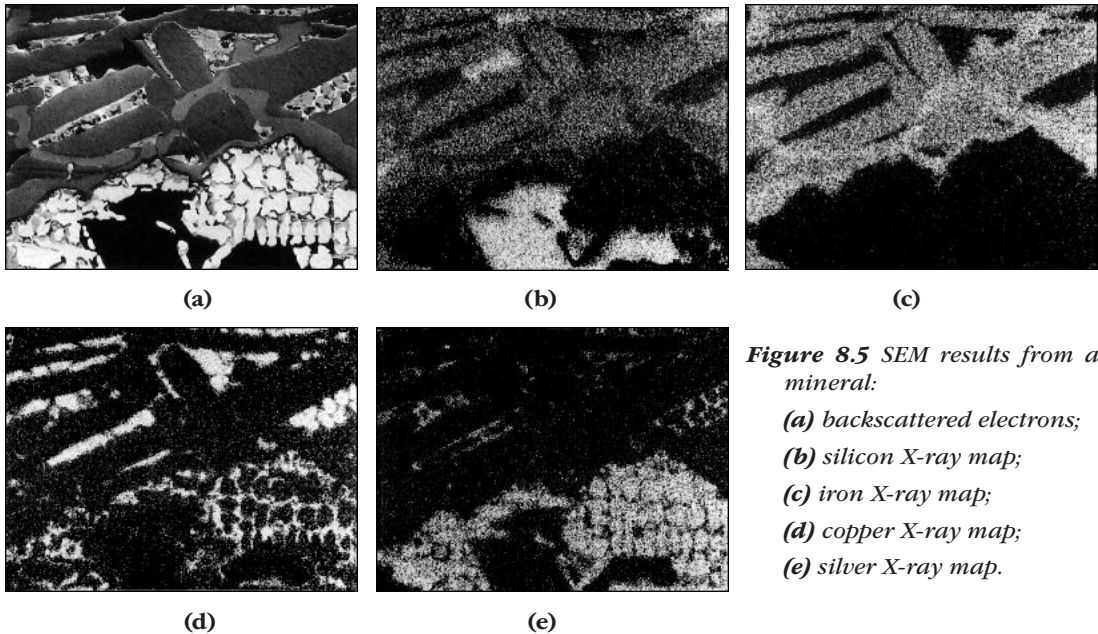 (a)
(b)
(c)
(d)
(e)
Figure 8.5 SEM results from a
mineral:
(a) backscattered electrons;
(b) silicon X-ray map;
(c) iron X-ray map;
(d) copper X-ray map;
(e) silver X-ray map.